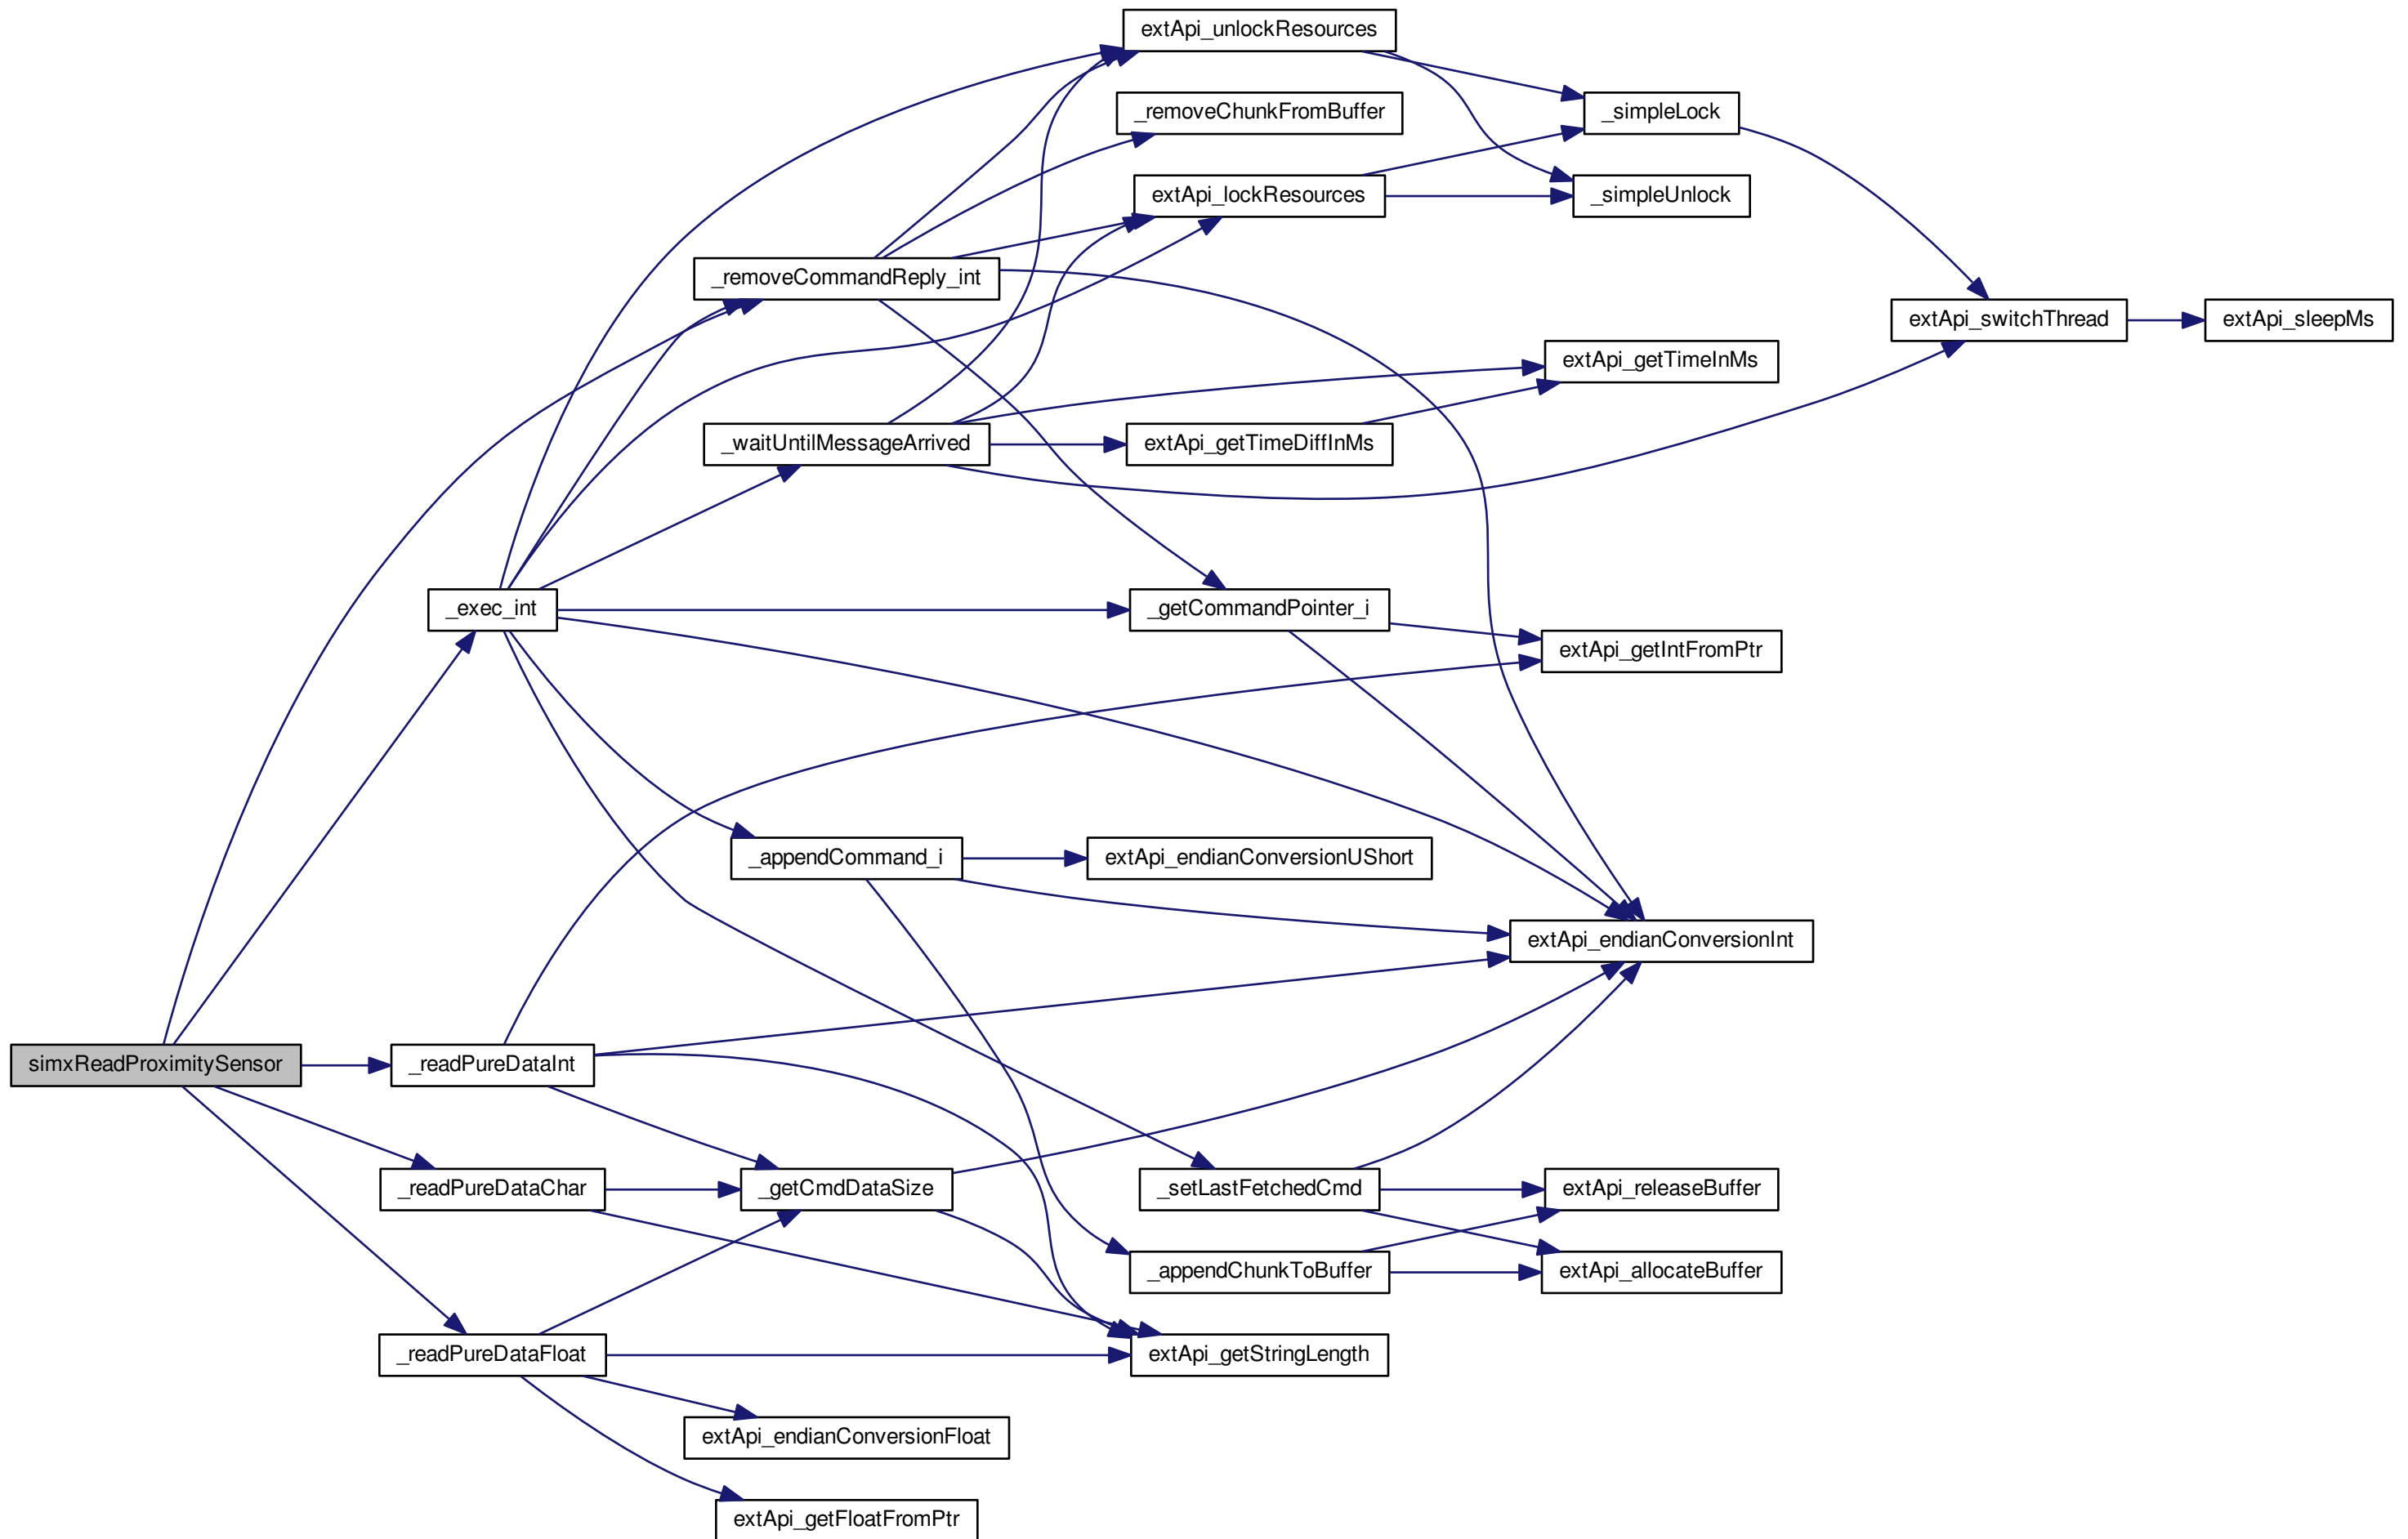 extApi_unlockResources
_removeChunkFromBuffer
_simpleLock
extApi_lockResources
_simpleUnlock
_removeCommandReply_int
extApi_switchThread
extApi_sleepMs
extApi_getTimeInMs
_waitUntilMessageArrived
extApi_getTimeDiffInMs
_exec_int
_getCommandPointer_i
extApi_getIntFromPtr
_appendCommand_i
extApi_endianConversionUShort
extApi_endianConversionInt
simxReadProximitySensor
_readPureDataInt
_readPureDataChar
_getCmdDataSize
_setLastFetchedCmd
extApi_releaseBuffer
_appendChunkToBuffer
extApi_allocateBuffer
_readPureDataFloat
extApi_getStringLength
extApi_endianConversionFloat
extApi_getFloatFromPtr